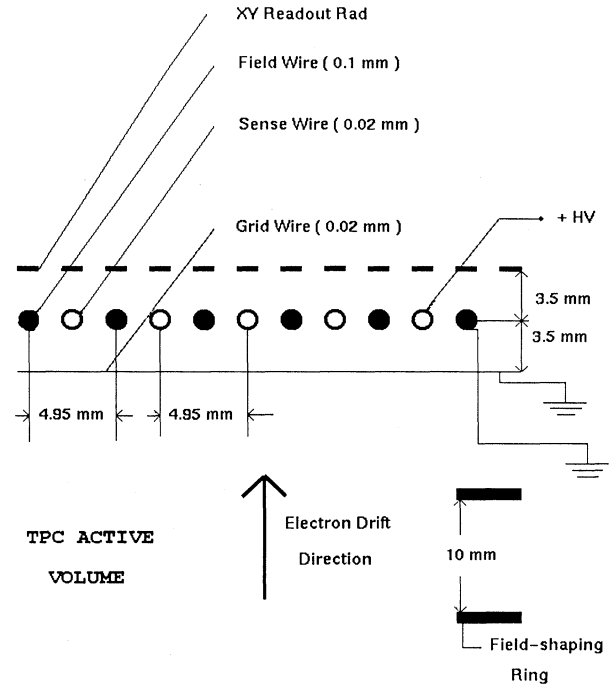 XY Readout Rad
Field Wire ( 0.1 mm )
Sense Wire ( 0.02 mm )
Grid Wire ( 0.02 mm )
+ HV
3.5 mm
3.5 mm
4.95 mm
4.95 mm
Electron Drift
Direction
TPC ACTIVE
VOLUME
10 mm
Field-shaping
Ring